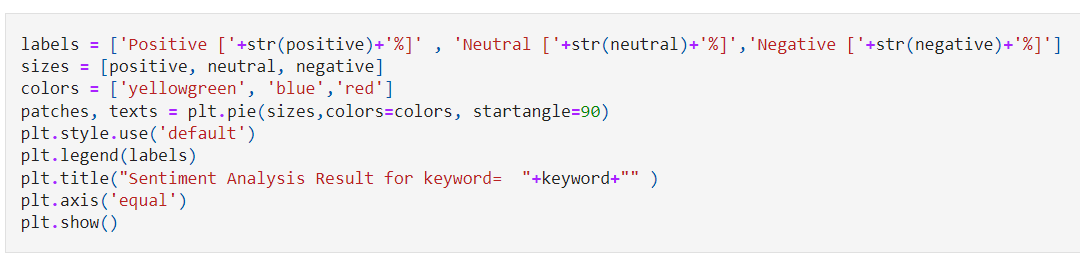 labels = ['Positive ['+str(positive)+'%]' , 'Neutral ['+str(neutral)+'%]','Negative ['+str(negative)+'%]']
sizes = [positive, neutral, negative]
colors = ['yellowgreen', 'blue','red']
patches, texts = plt.pie(sizes,colors=colors, startangle=90)
plt.style.use('default')
plt.legend(labels)
plt.title("Sentiment Analysis Result for keyword=  "+keyword+"" )
plt.axis('equal')
plt.show()